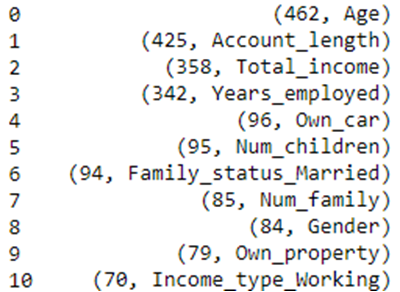 0 (462, Age)
1 (425, Account_length)
2 (358, Total_income)
3 (342, Years_employed)
4 (96, Own_car)
5 (95, Num_children)
6 (94, Family_status_Married)
7 (85, Num_family)
8 (84, Gender)
9 (79, Own_property)
10 (70, Income_type_Working)